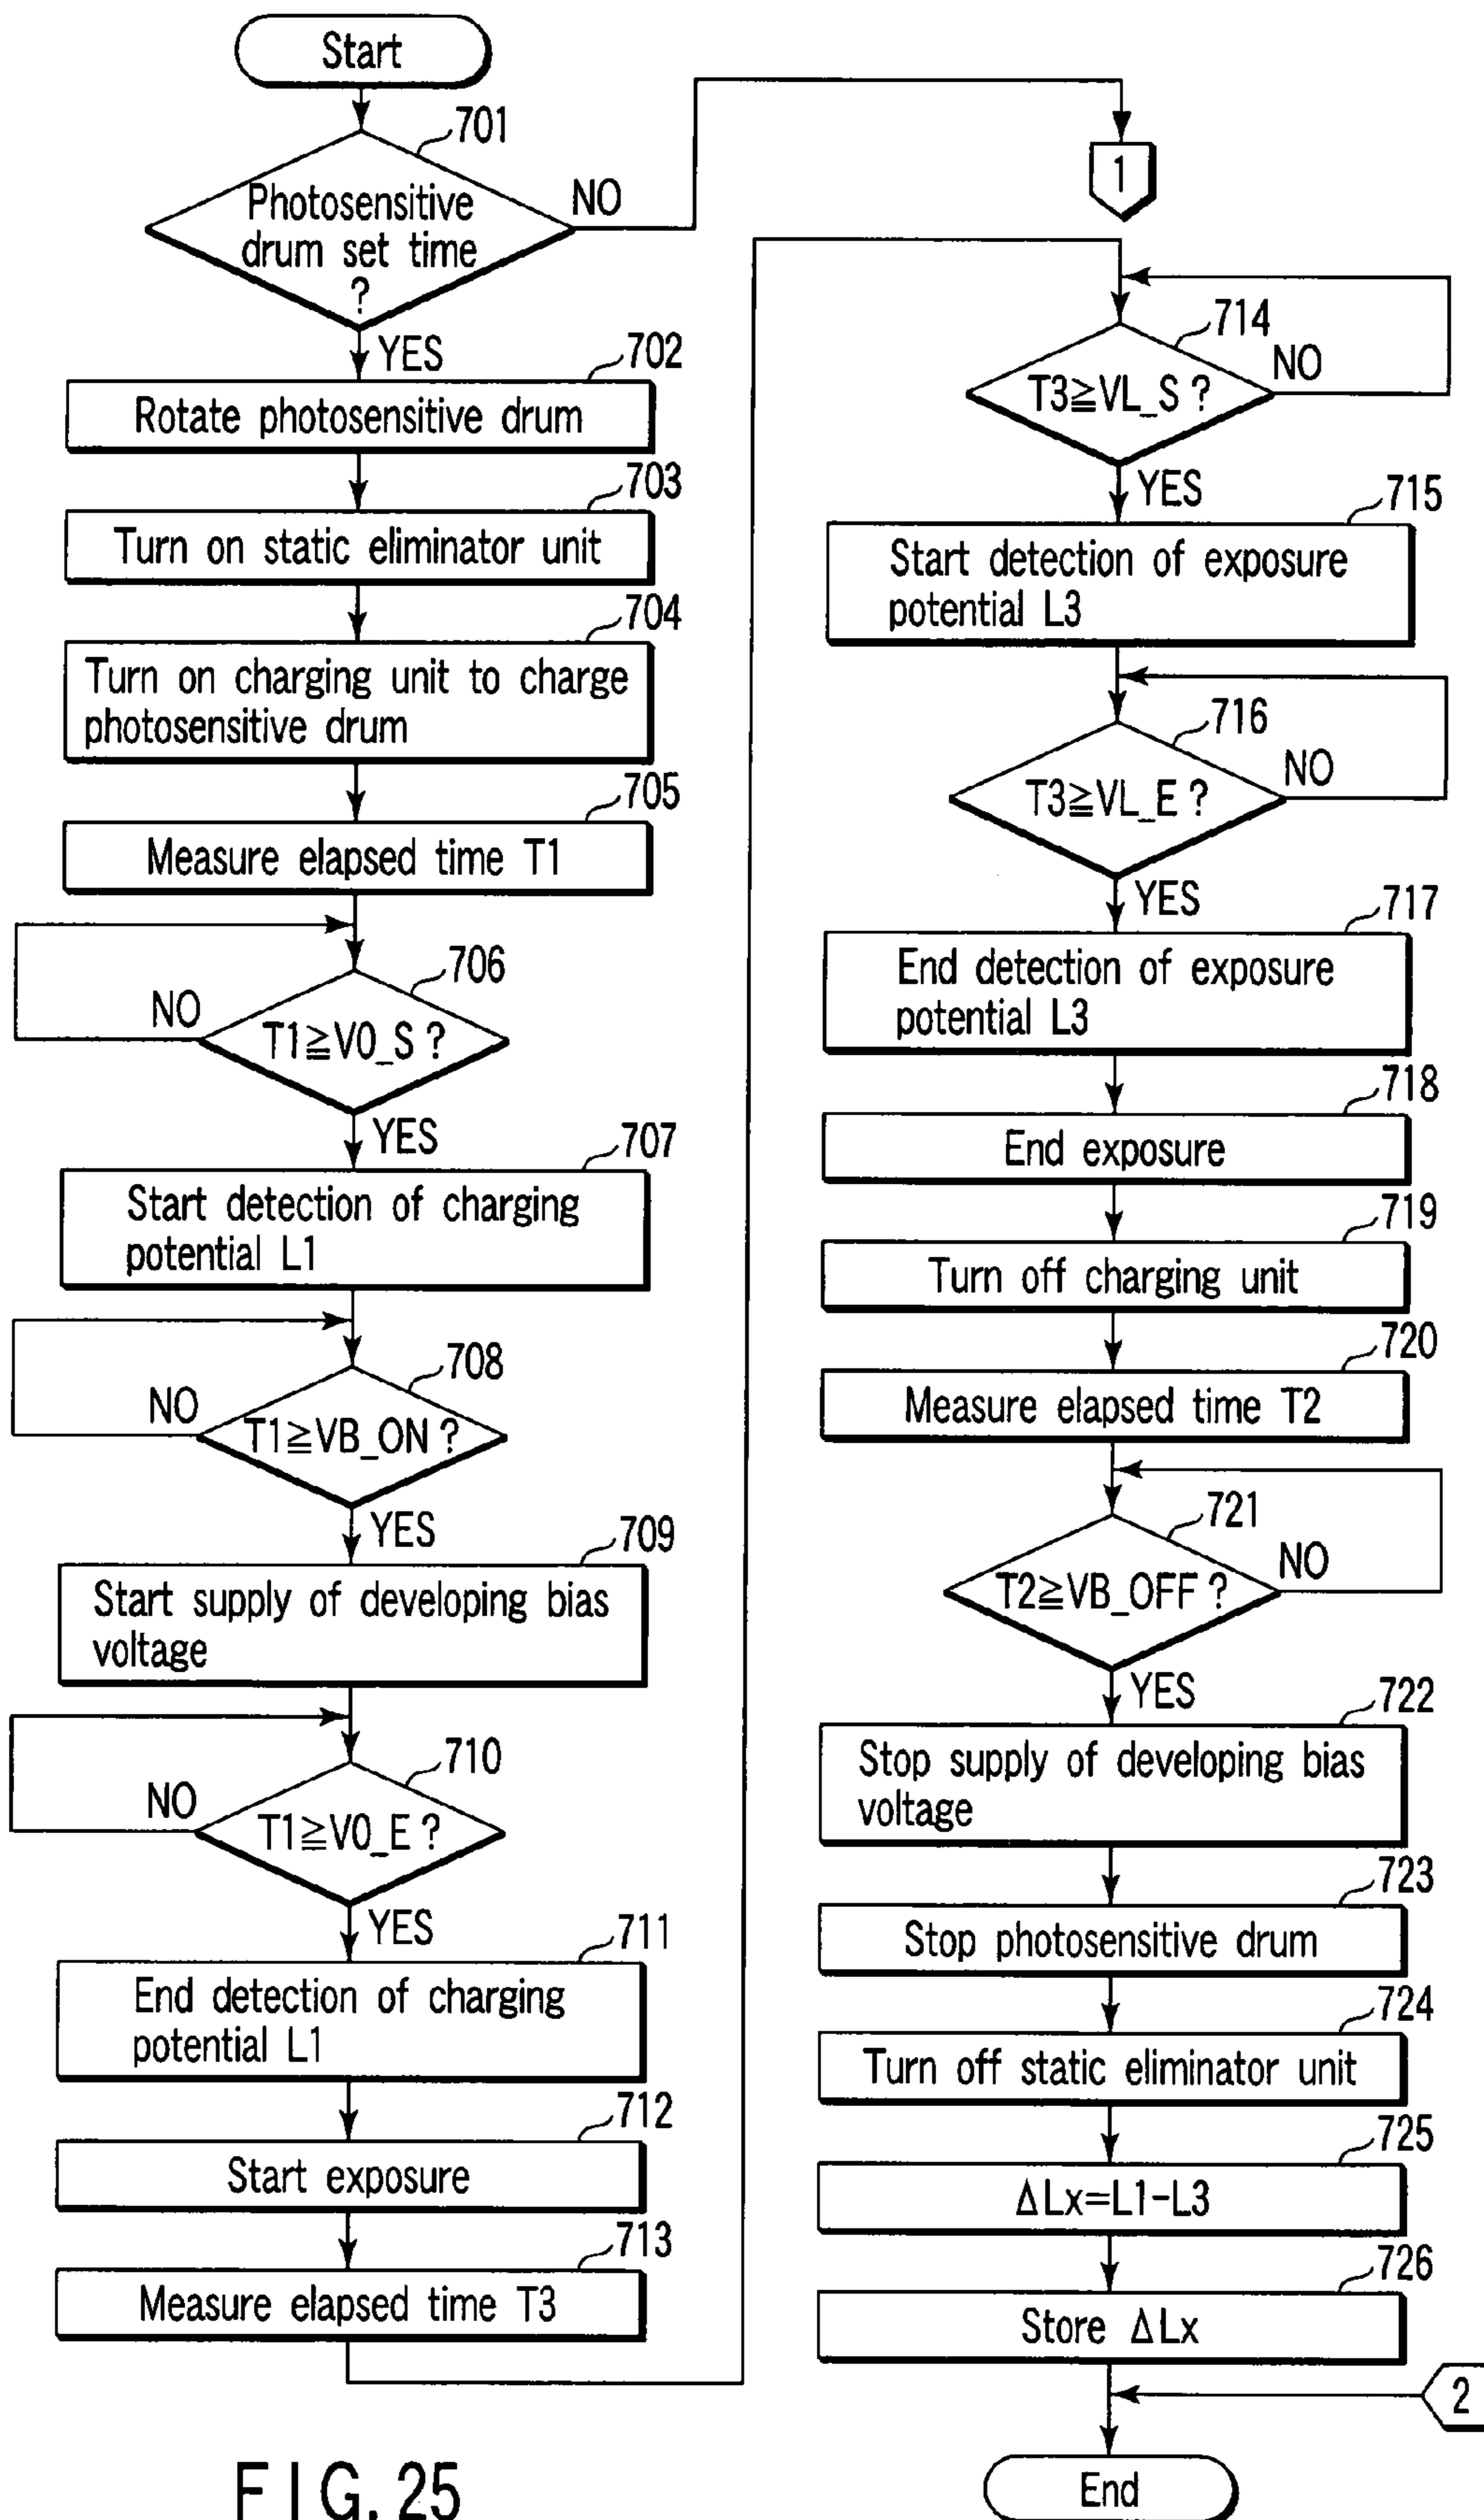 Start
701
Photosensitive
drum set time
?
NO
YES
702
Rotate photosensitive drum
703
Turn on static eliminator unit
704
Turn on charging unit to charge
photosensitive drum
705
Measure elapsed time T1
706
NO
T1≧V0_S ?
YES
707
Start detection of charging
potential L1
708
NO
T1≧VB_ON ?
YES
709
Start supply of developing bias
voltage
710
NO
T1≧V0_E ?
YES
711
End detection of charging
potential L1
712
Start exposure
713
Measure elapsed time T3
1
714
T3≧VL_S ?
NO
YES
715
Start detection of exposure
potential L3
716
T3≧VL_E ?
NO
YES
717
End detection of exposure
potential L3
718
End exposure
719
Turn off charging unit
720
Measure elapsed time T2
721
T2≧VB_OFF ?
NO
YES
722
Stop supply of developing bias
voltage
723
Stop photosensitive drum
724
Turn off static eliminator unit
725
ΔLx=L1-L3
726
Store ΔLx
2
End
FIG. 25